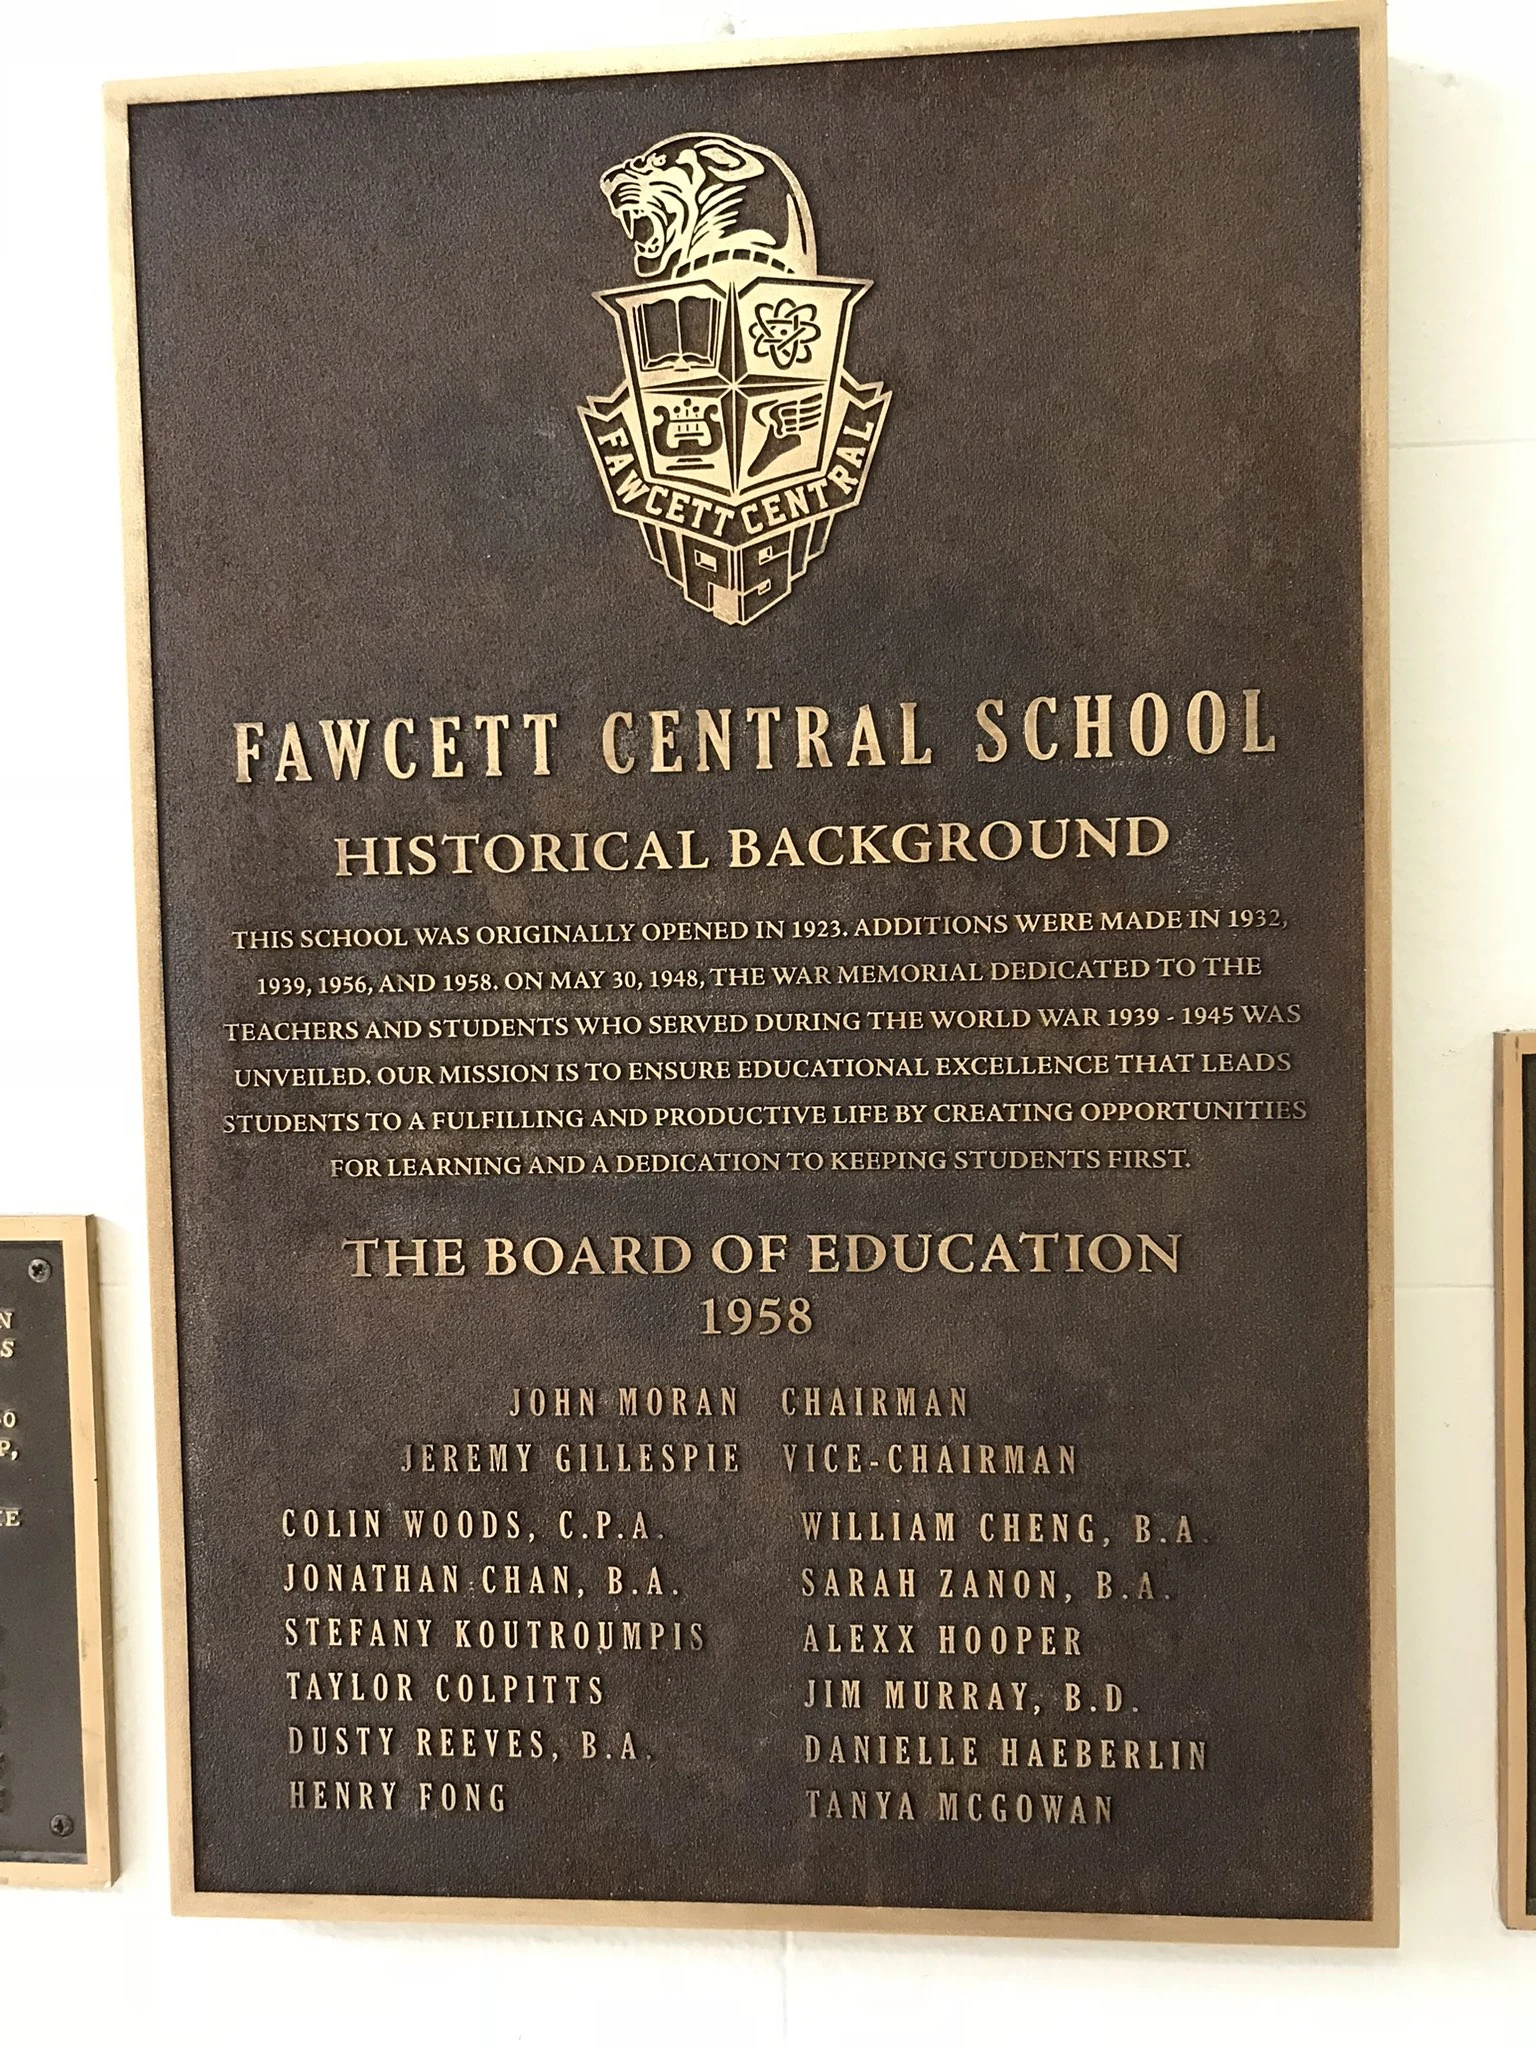 FAWCETT CENTRAL
FAWCETT CENTRAL SCHOOL
HISTORICAL BACKGROUND
THIS SCHOOL WAS ORIGINALLY OPENED IN 1923. ADDITIONS WERE MADE IN 1932,
1939, 1956, AND 1958. ON MAY 30, 1948, THE WAR MEMORIAL DEDICATED TO THE
TEACHERS AND STUDENTS WHO SERVED DURING THE WORLD WAR 1939 - 1945 WAS
UNVEILED. OUR MISSION IS TO ENSURE EDUCATIONAL EXCELLENCE THAT LEADS
STUDENTS TO A FULFILLING AND PRODUCTIVE LIFE BY CREATING OPPORTUNITIES
FOR LEARNING AND A DEDICATION TO KEEPING STUDENTS FIRST.
THE BOARD OF EDUCATION
1958
JOHN MORAN CHAIRMAN
JEREMY GILLESPIE VICE-CHAIRMAN
COLIN WOODS, C.P.A. WILLIAM CHENG, B.A.
JONATHAN CHAN, B.A. SARAH ZANON, B.A.
STEFANY KOUTROUMPIS ALEXX HOOPER
TAYLOR COLPITTS JIM MURRAY, B.D.
DUSTY REEVES, B.A. DANIELLE HAEBERLIN
HENRY FONG TANYA MCGOWAN